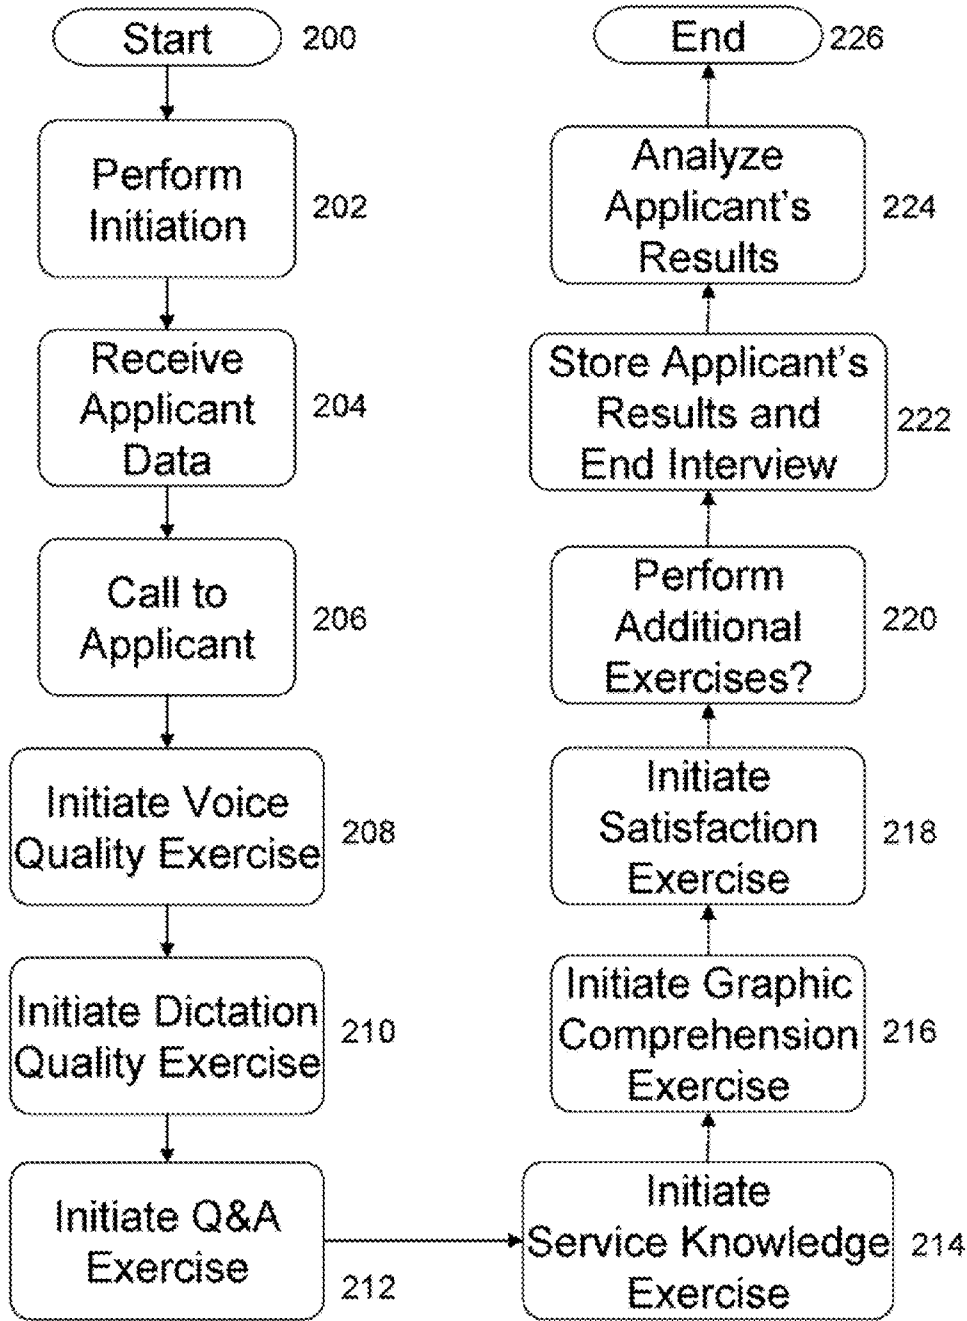 Start
200
Perform
Initiation
202
Receive
Applicant
Data
204
Call to
Applicant
206
Initiate Voice
Quality Exercise
208
Initiate Dictation
Quality Exercise
210
Initiate Q&A
Exercise
212
Initiate
Service Knowledge
Exercise
214
Initiate Graphic
Comprehension
Exercise
216
Initiate
Satisfaction
Exercise
218
Perform
Additional
Exercises?
220
Store Applicant's
Results and
End Interview
222
Analyze
Applicant's
Results
224
End
226